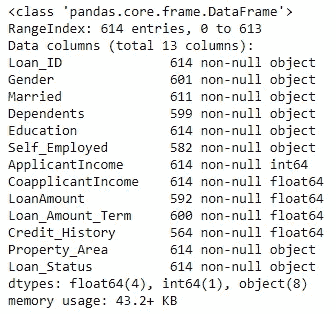 <class 'pandas.core.frame.DataFrame'>
RangeIndex: 614 entries, 0 to 613
Data columns (total 13 columns):
Loan_ID 614 non-null object
Gender 601 non-null object
Married 611 non-null object
Dependents 599 non-null object
Education 614 non-null object
Self_Employed 582 non-null object
ApplicantIncome 614 non-null int64
CoapplicantIncome 614 non-null float64
LoanAmount 592 non-null float64
Loan_Amount_Term 600 non-null float64
Credit_History 564 non-null float64
Property_Area 614 non-null object
Loan_Status 614 non-null object
dtypes: float64(4), int64(1), object(8)
memory usage: 43.2+ KB